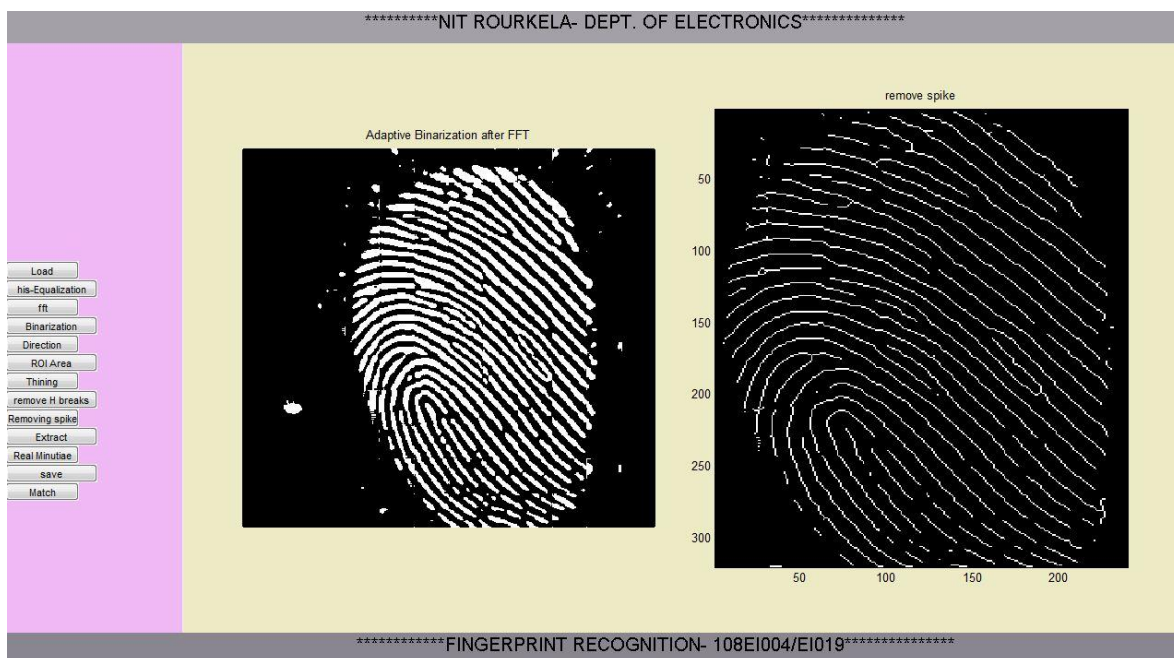 **********NIT ROURKELA- DEPT. OF ELECTRONICS**************
remove spike
Adaptive Binarization after FFT
Load
his-Equalization
fft
Binarization
Direction
ROI Area
Thining
remove H breaks
Removing spike
Extract
Real Minutiae
save
Match
50
100
150
200
250
300
50 100 150 200
************FINGERPRINT RECOGNITION- 108EI004/EI019***************